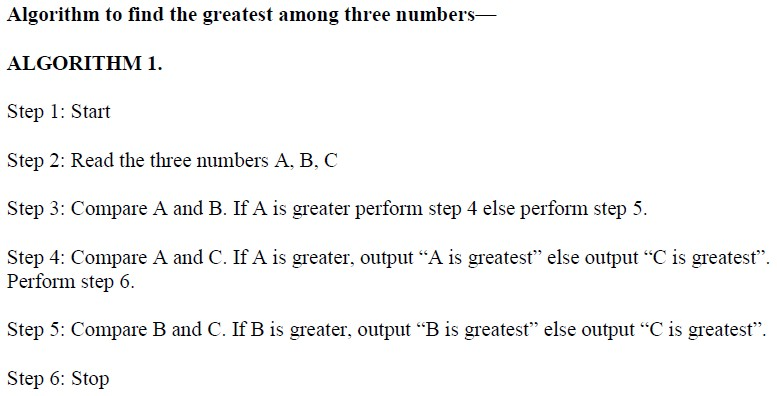 Algorithm to find the greatest among three numbers—
ALGORITHM 1.
Step 1: Start
Step 2: Read the three numbers A, B, C
Step 3: Compare A and B. If A is greater perform step 4 else perform step 5.
Step 4: Compare A and C. If A is greater, output “A is greatest” else output “C is greatest”.
Perform step 6.
Step 5: Compare B and C. If B is greater, output “B is greatest” else output “C is greatest”.
Step 6: Stop